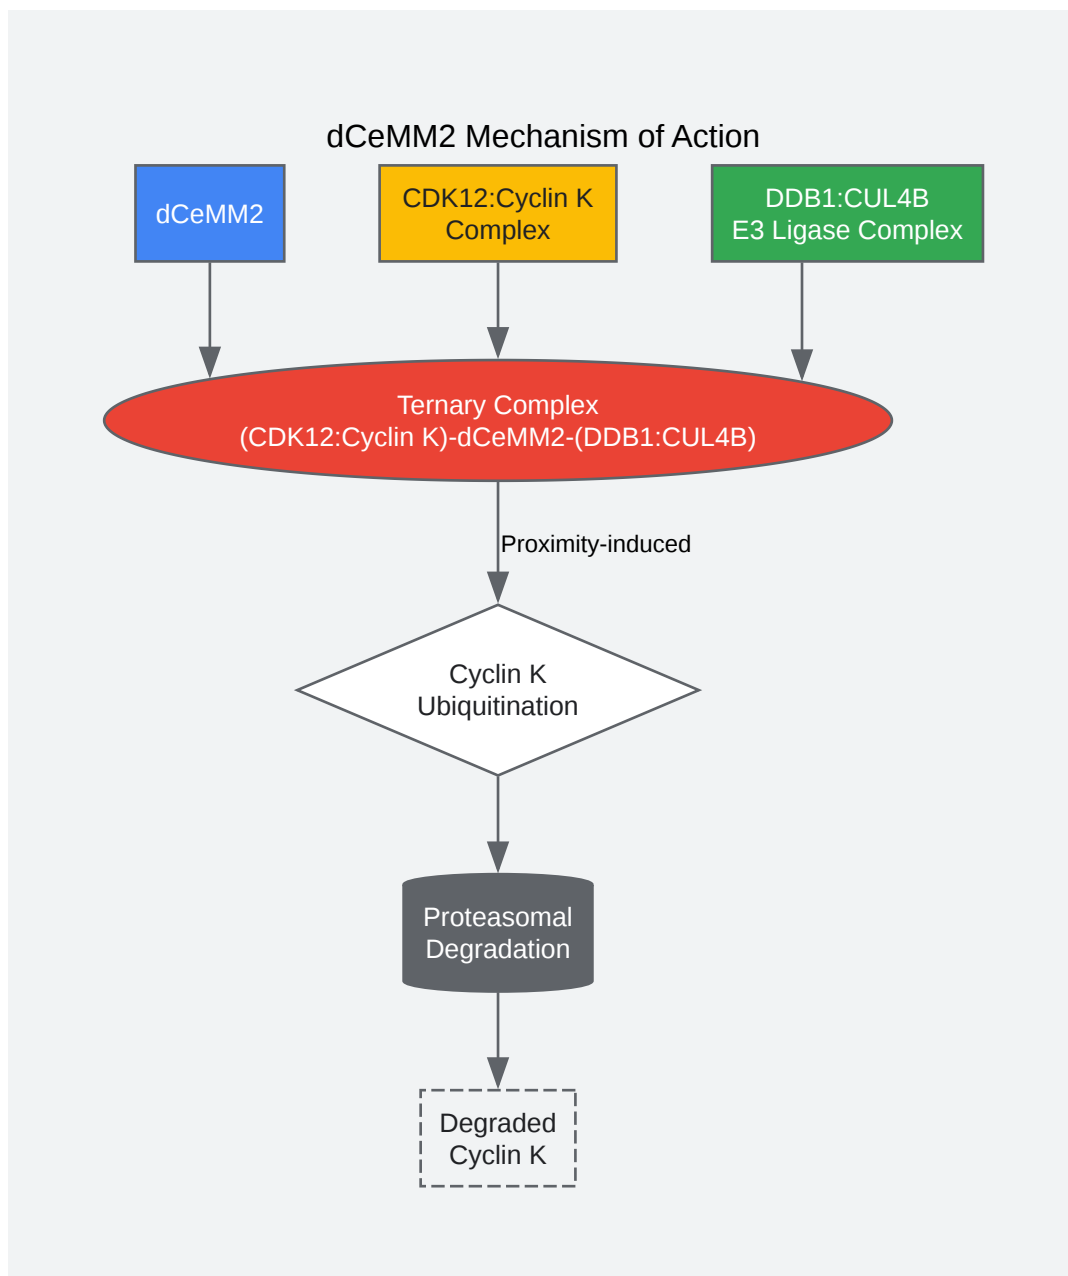 dCeMM2 Mechanism of Action
dCeMM2
CDK12:Cyclin K
Complex
DDB1:CUL4B
E3 Ligase Complex
Ternary Complex
(CDK12:Cyclin K)-dCeMM2-(DDB1:CUL4B)
Proximity-induced
Cyclin K
Ubiquitination
Proteasomal
Degradation
Degraded
Cyclin K